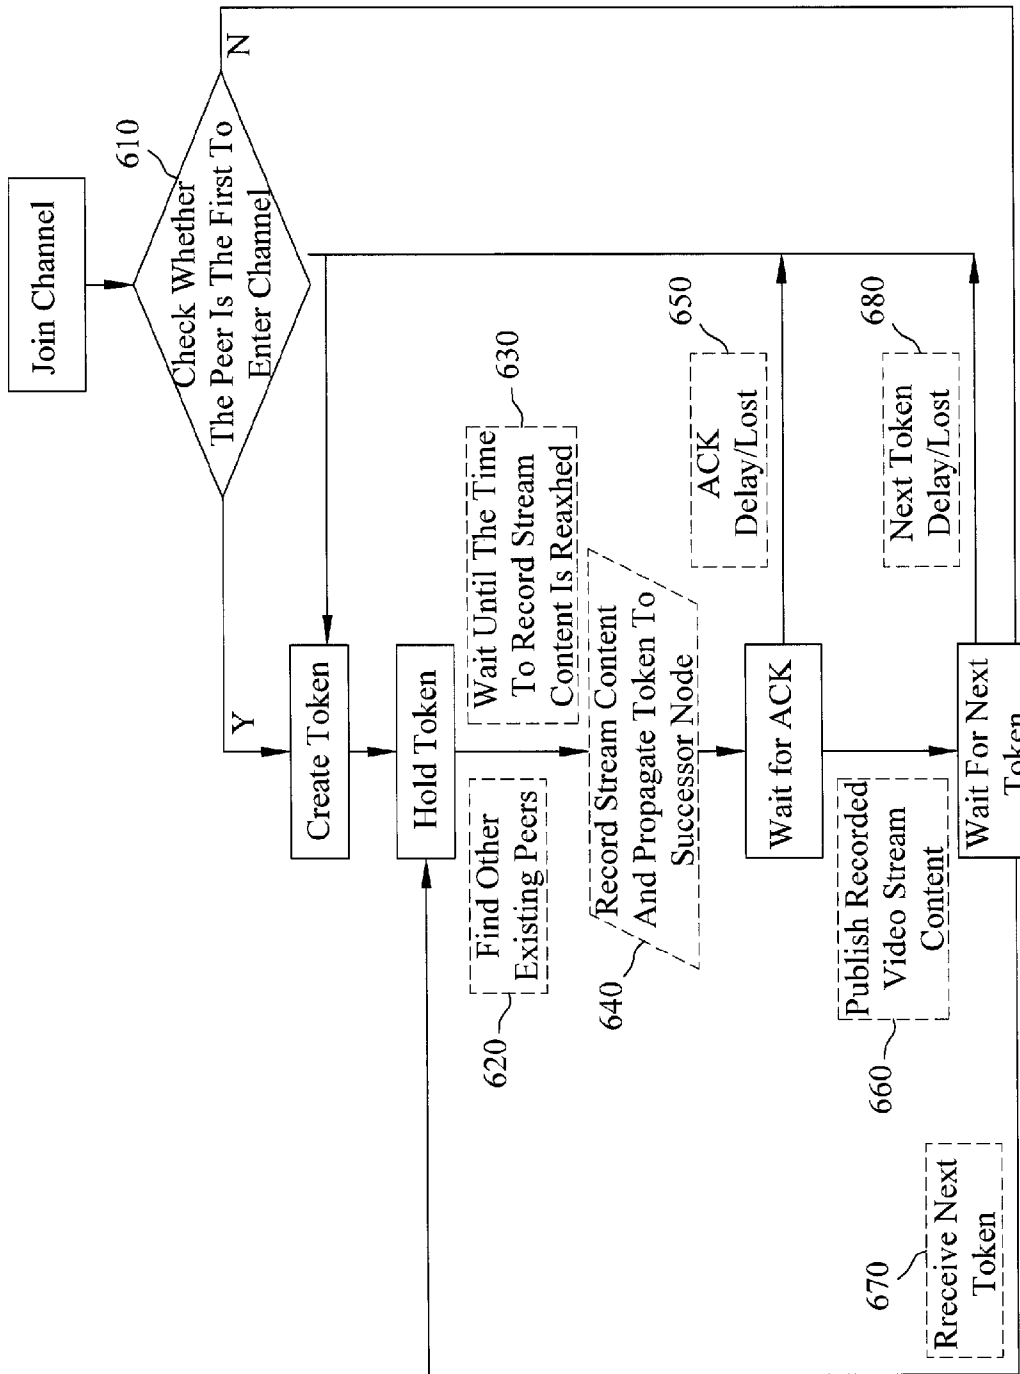 Join Channel
610
Check Whether
The Peer Is The First To
Enter Channel
N
Y
Create Token
Hold Token
Find Other
Existing Peers
620
Wait Until The Time
To Record Stream
Content Is Reaxhed
630
Record Stream Content
And Propagate Token To
Successor Node
640
Wait for ACK
ACK
Delay/Lost
650
Publish Recorded
Video Stream
Content
660
Wait For Next
Token
Next Token
Delay/Lost
680
Rreceive Next
Token
670